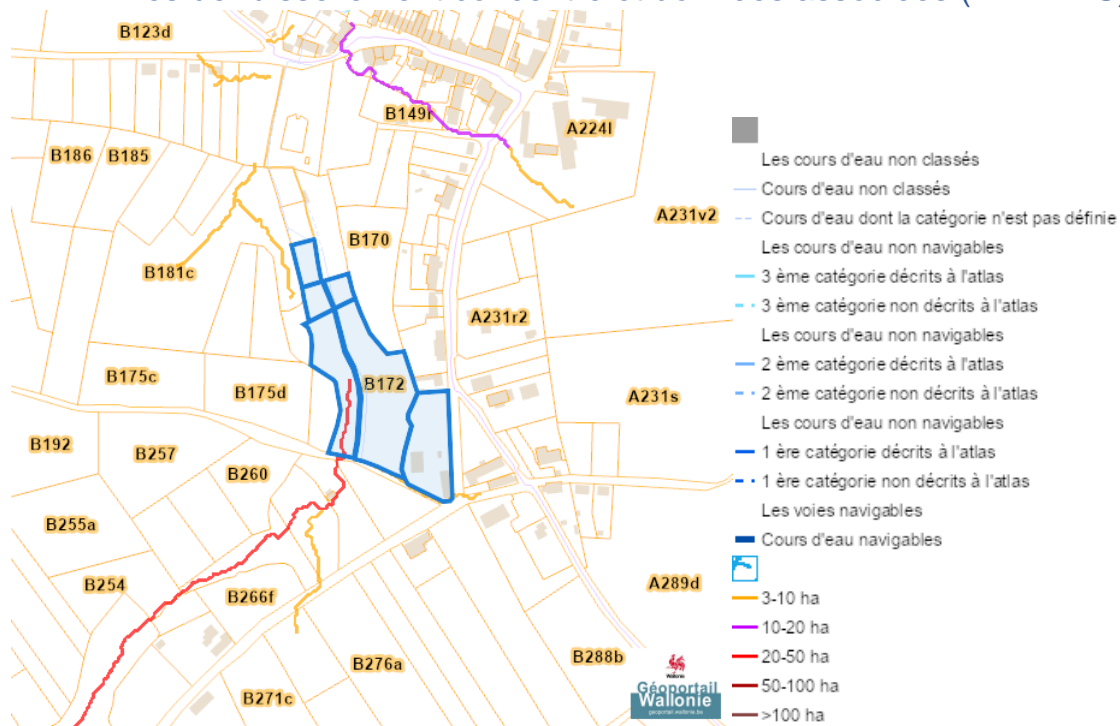 B123d
B149r
A224l
B186
B185
A231v2
B170
B181c
A231r2
B175c
B175d
B172
A231s
B192
B257
B260
B255a
B254
B266f
A289d
B276a
B288b
B271c
Wallonie
Géoportail
Wallonie
geoportail.wallonie.be
Les cours d'eau non classés
Cours d'eau non classés
Cours d'eau dont la catégorie n'est pas définie
Les cours d'eau non navigables
3 ème catégorie décrits à l'atlas
3 ème catégorie non décrits à l'atlas
Les cours d'eau non navigables
2 ème catégorie décrits à l'atlas
2 ème catégorie non décrits à l'atlas
Les cours d'eau non navigables
1 ère catégorie décrits à l'atlas
1 ère catégorie non décrits à l'atlas
Les voies navigables
Cours d'eau navigables
3-10 ha
10-20 ha
20-50 ha
50-100 ha
>100 ha